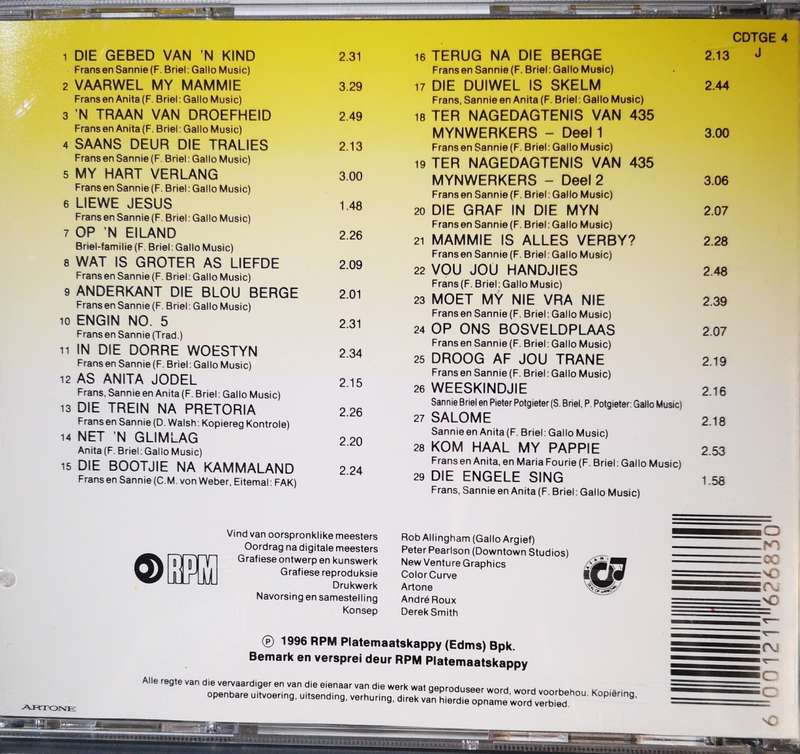 CDTGE 4
J
1 DIE GEBED VAN 'N KIND 2.31
Frans en Sannie (F. Briel: Gallo Music)
2 VAARWEL MY MAMMIE 3.29
Frans en Anita (F. Briel: Gallo Music)
3 'N TRAAN VAN DROEFHEID 2.49
Frans en Anita (F. Briel: Gallo Music)
4 SAANS DEUR DIE TRALIES 2.13
Frans en Sannie (F. Briel: Gallo Music)
5 MY HART VERLANG 3.00
Frans en Sannie (F. Briel: Gallo Music)
6 LIEWE JESUS 1.48
Frans en Sannie (F. Briel: Gallo Music)
7 OP 'N EILAND 2.26
Briel-familie (F. Briel: Gallo Music)
8 WAT IS GROTER AS LIEFDE 2.09
Frans en Sannie (F. Briel: Gallo Music)
9 ANDERKANT DIE BLOU BERGE 2.01
Frans en Sannie (F. Briel: Gallo Music)
10 ENGIN NO. 5 2.31
Frans en Sannie (Trad.)
11 IN DIE DORRE WOESTYN 2.34
Frans en Sannie (F. Briel: Gallo Music)
12 AS ANITA JODEL 2.15
Frans, Sannie en Anita (F. Briel: Gallo Music)
13 DIE TREIN NA PRETORIA 2.26
Frans en Sannie (D. Walsh: Kopiereg Kontrole)
14 NET 'N GLIMLAG 2.20
Anita (F. Briel: Gallo Music)
15 DIE BOOTJIE NA KAMMALAND 2.24
Frans en Sannie (C.M. von Weber, Eitemal: FAK)
16 TERUG NA DIE BERGE 2.13
Frans en Sannie (F. Briel: Gallo Music)
17 DIE DUIWEL IS SKELM 2.44
Frans, Sannie en Anita (F. Briel: Gallo Music)
18 TER NAGEDAGTENIS VAN 435
MYNWERKERS – Deel 1 3.00
Frans en Sannie (F. Briel: Gallo Music)
19 TER NAGEDAGTENIS VAN 435
MYNWERKERS – Deel 2 3.06
Frans en Sannie (F. Briel: Gallo Music)
20 DIE GRAF IN DIE MYN 2.07
Frans en Sannie (F. Briel: Gallo Music)
21 MAMMIE IS ALLES VERBY? 2.28
Frans en Sannie (F. Briel: Gallo Music)
22 VOU JOU HANDJIES 2.48
Frans (F. Briel: Gallo Music)
23 MOET MY NIE VRA NIE 2.39
Frans en Sannie (F. Briel: Gallo Music)
24 OP ONS BOSVELDPLAAS 2.07
Frans en Sannie (F. Briel: Gallo Music)
25 DROOG AF JOU TRANE 2.19
Frans en Sannie (F. Briel: Gallo Music)
26 WEESKINDJIE 2.16
Sannie Briel en Pieter Potgieter (S. Briel, P. Potgieter: Gallo Music)
27 SALOME 2.18
Sannie en Anita (F. Briel: Gallo Music)
28 KOM HAAL MY PAPPIE 2.53
Frans en Anita, en Maria Fourie (F. Briel: Gallo Music)
29 DIE ENGELE SING 1.58
Frans, Sannie en Anita (F. Briel: Gallo Music)
RPM
Vind van oorspronklike meesters Rob Allingham (Gallo Argief)
Oordrag na digitale meesters Peter Pearlson (Downtown Studios)
Grafiese ontwerp en kunswerk New Venture Graphics
Grafiese reproduksie Color Curve
Drukwerk Artone
Navorsing en samestelling André Roux
Konsep Derek Smith
℗ 1996 RPM Platemaatskappy (Edms) Bpk.
Bemark en versprei deur RPM Platemaatskappy
Alle regte van die vervaardiger en van die eienaar van die werk wat geproduseer word, word voorbehou. Kopiëring,
openbare uitvoering, uitsending, verhuring, direk van hierdie opname word verbied.
ARTONE
6 001211 626830